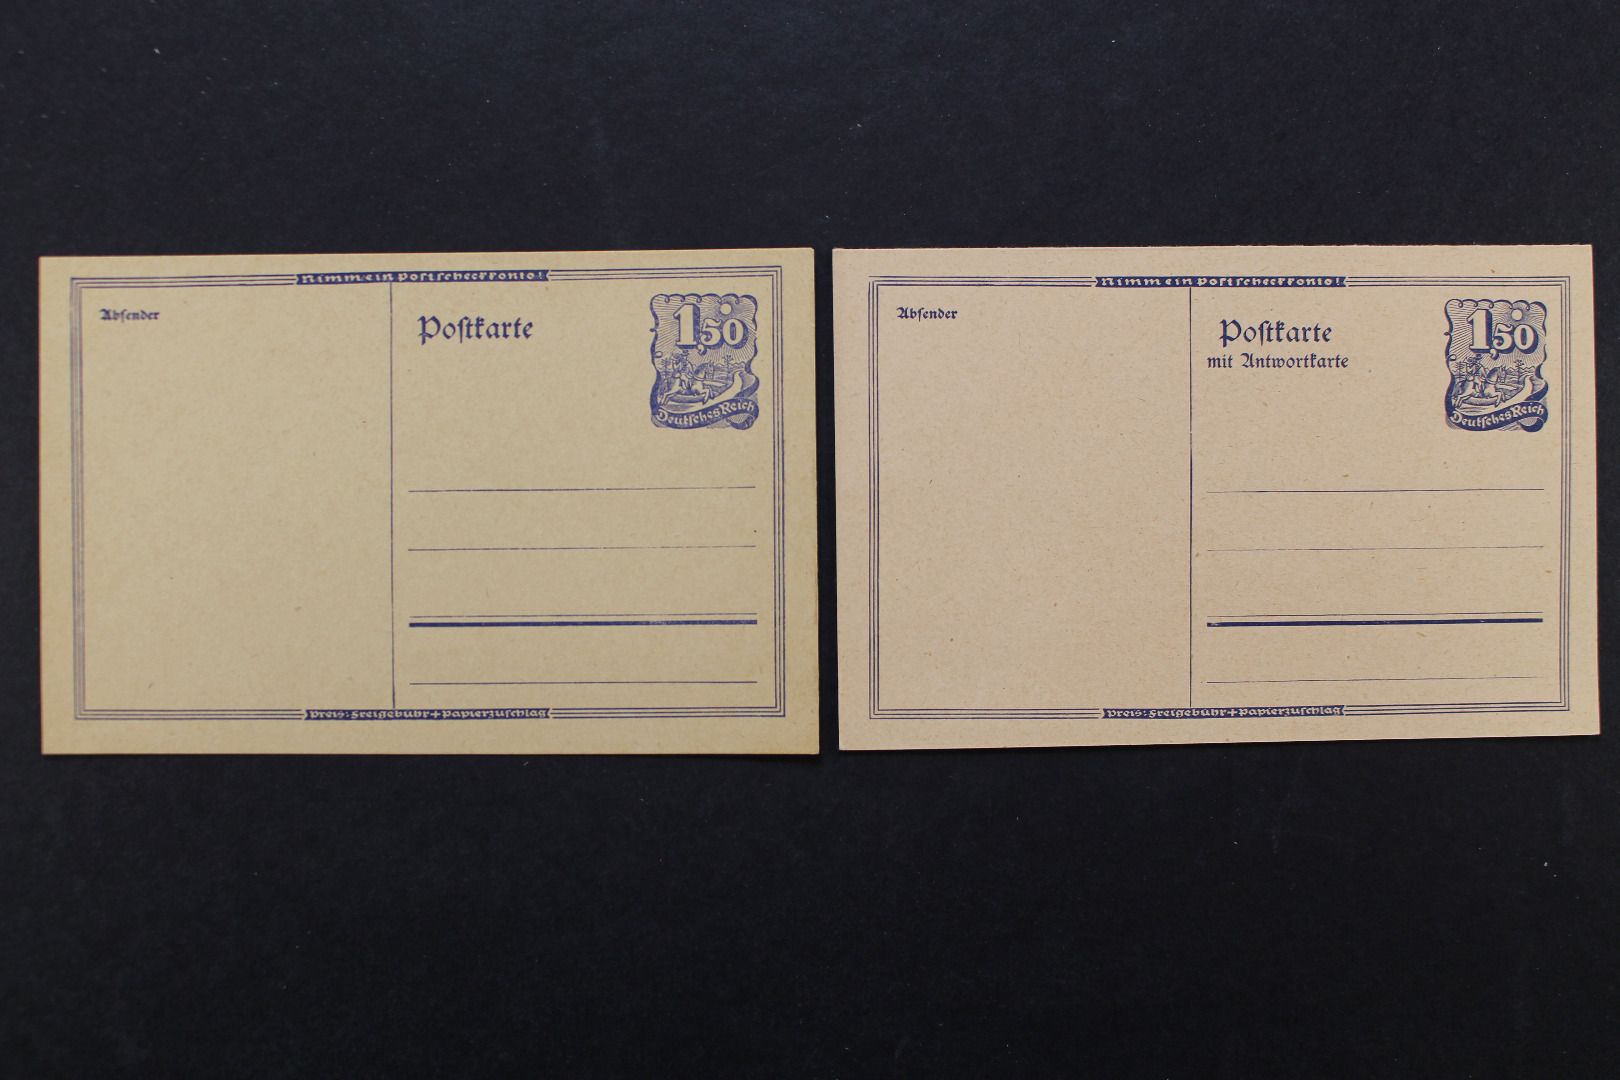 Nimm ein Postscheckkonto!
Absender
Postkarte
1,50
Deutsches Reich
Preis: Freigebühr + Papierzuschlag
Nimm ein Postscheckkonto!
Absender
Postkarte
mit Antwortkarte
1,50
Deutsches Reich
Preis: Freigebühr + Papierzuschlag